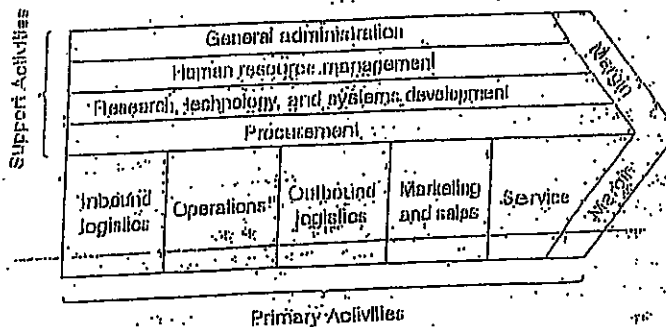 Support Activities
General administration
Human resource management
Research, technology, and systems development
Procurement
Margin
Inbound
logistics
Operations
Outbound
logistics
Marketing
and sales
Service
Margin
Primary Activities